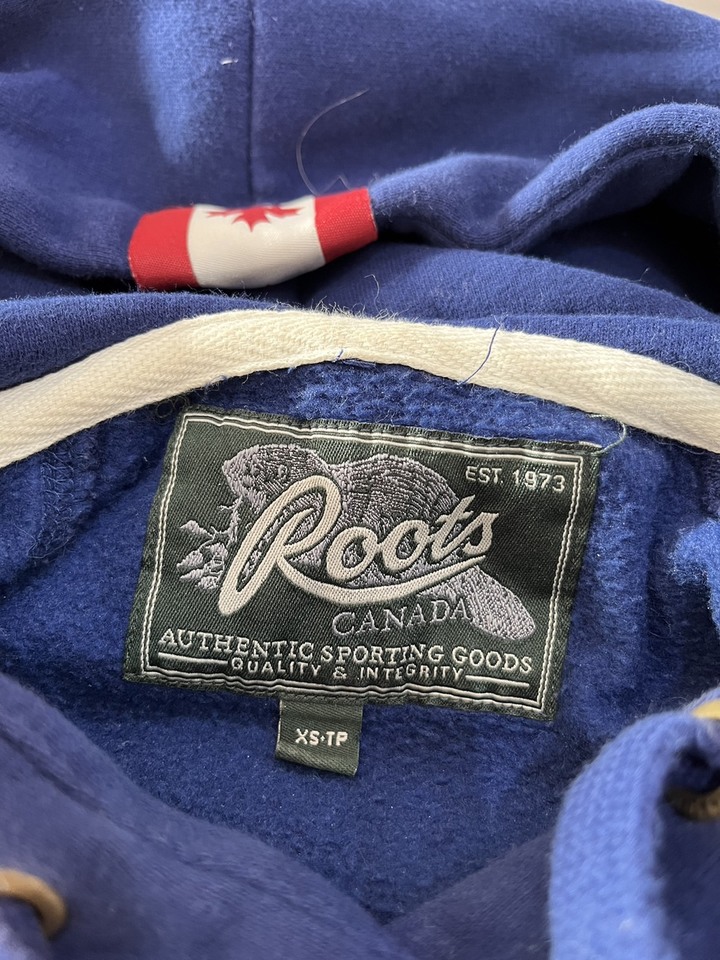 EST. 1973
Roots
CANADA
AUTHENTIC SPORTING GOODS
QUALITY & INTEGRITY
XS•TP